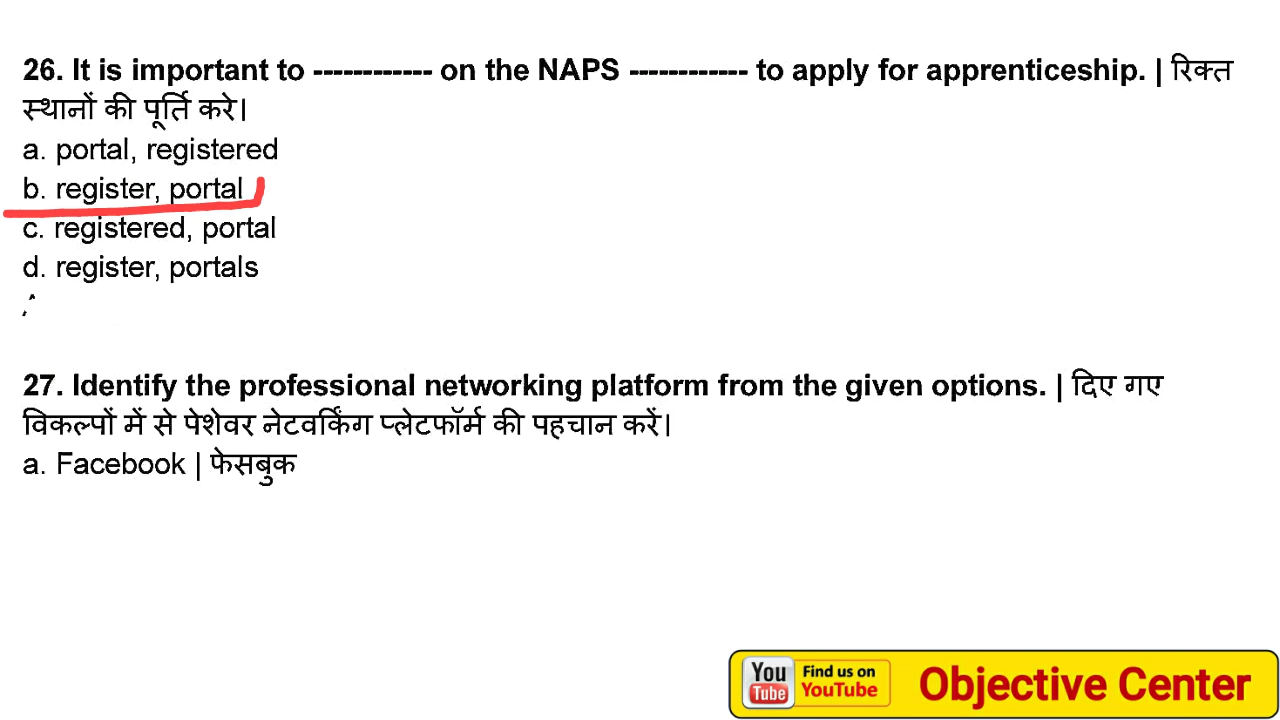 26. It is important to ------------ on the NAPS ------------ to apply for apprenticeship. | रिक्त
स्थानों की पूर्ति करे।
a. portal, registered
b. register, portal
c. registered, portal
d. register, portals
27. Identify the professional networking platform from the given options. | दिए गए
विकल्पों में से पेशेवर नेटवर्किंग प्लेटफॉर्म की पहचान करें।
a. Facebook | फेसबुक
You Tube Find us on YouTube Objective Center